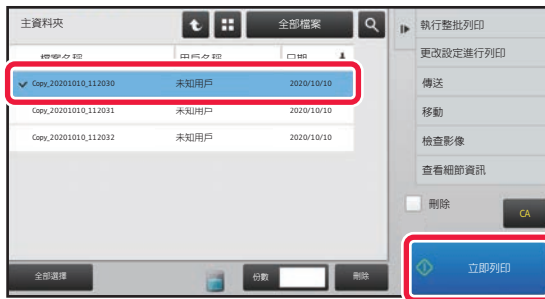 主資料夾
全部檔案
檔案名稱 用戶名稱 日期
Copy_20201010_112030 未知用戶 2020/10/10
Copy_20201010_112031 未知用戶 2020/10/10
Copy_20201010_112032 未知用戶 2020/10/10
全部選擇
份數
刪除
執行整批列印
更改設定進行列印
傳送
移動
檢查影像
查看細節資訊
刪除
CA
立即列印